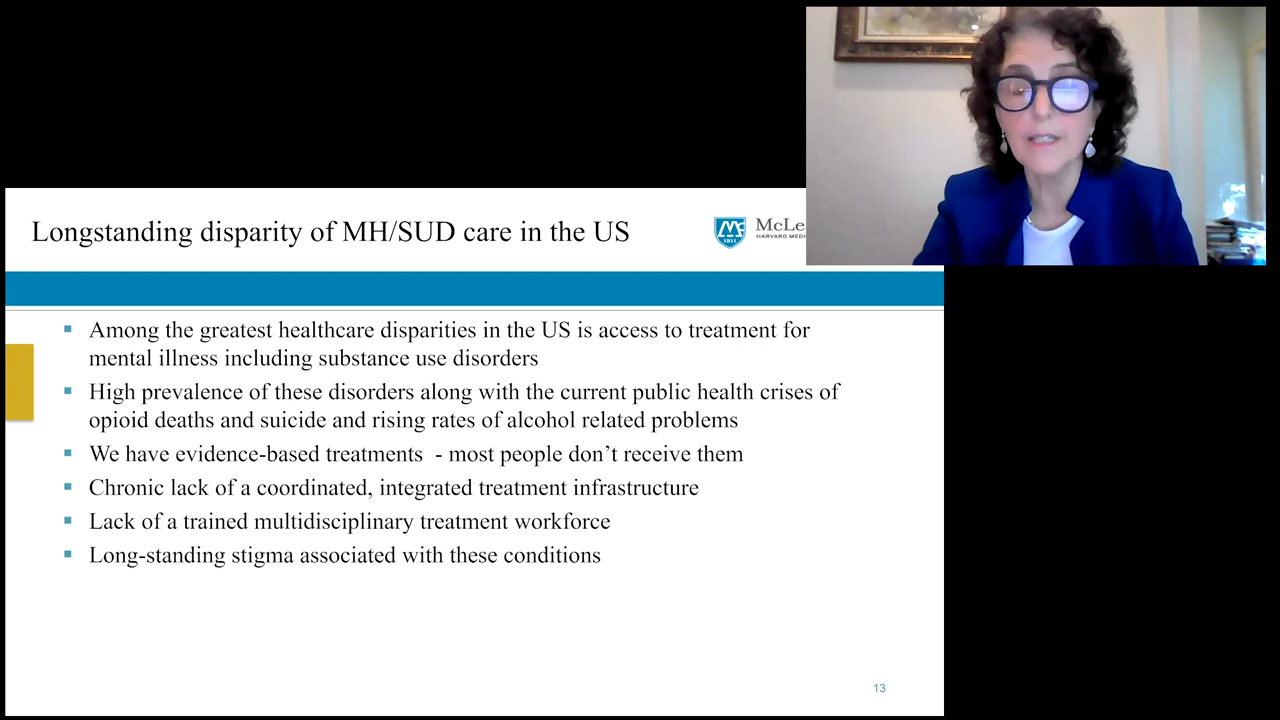 Longstanding disparity of MH/SUD care in the US
McLe
HARVARD MEDI
1811
Among the greatest healthcare disparities in the US is access to treatment for
mental illness including substance use disorders
High prevalence of these disorders along with the current public health crises of
opioid deaths and suicide and rising rates of alcohol related problems
We have evidence-based treatments - most people don’t receive them
Chronic lack of a coordinated, integrated treatment infrastructure
Lack of a trained multidisciplinary treatment workforce
Long-standing stigma associated with these conditions
13